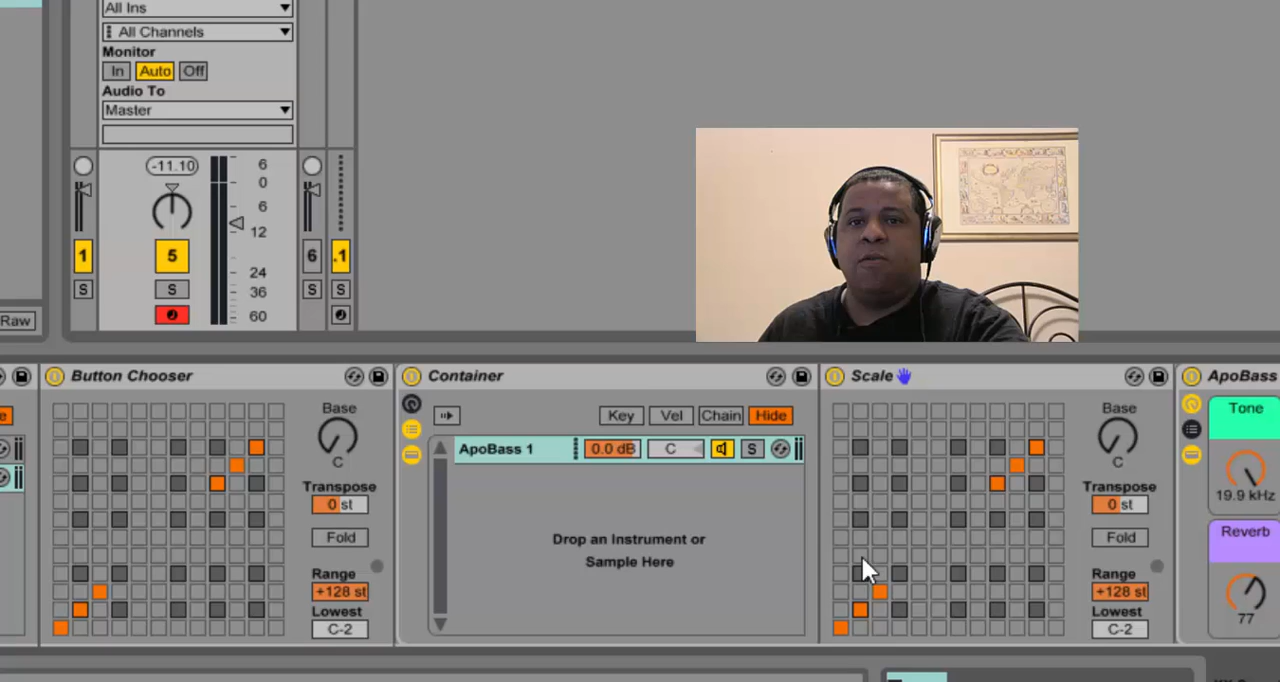 All Ins
All Channels
Monitor
In Auto Off
Audio To
Master
-11.10
6
0
6
12
24
36
60
1
5
6
.1
S
S
S
S
Raw
Button Chooser
Base
C
Transpose
0 st
Fold
Range
+128 st
Lowest
C-2
Container
Key Vel Chain Hide
ApoBass 1 0.0 dB C S
Drop an Instrument or
Sample Here
Scale
Base
C
Transpose
0 st
Fold
Range
+128 st
Lowest
C-2
ApoBass
Tone
19.9 kHz
Reverb
77